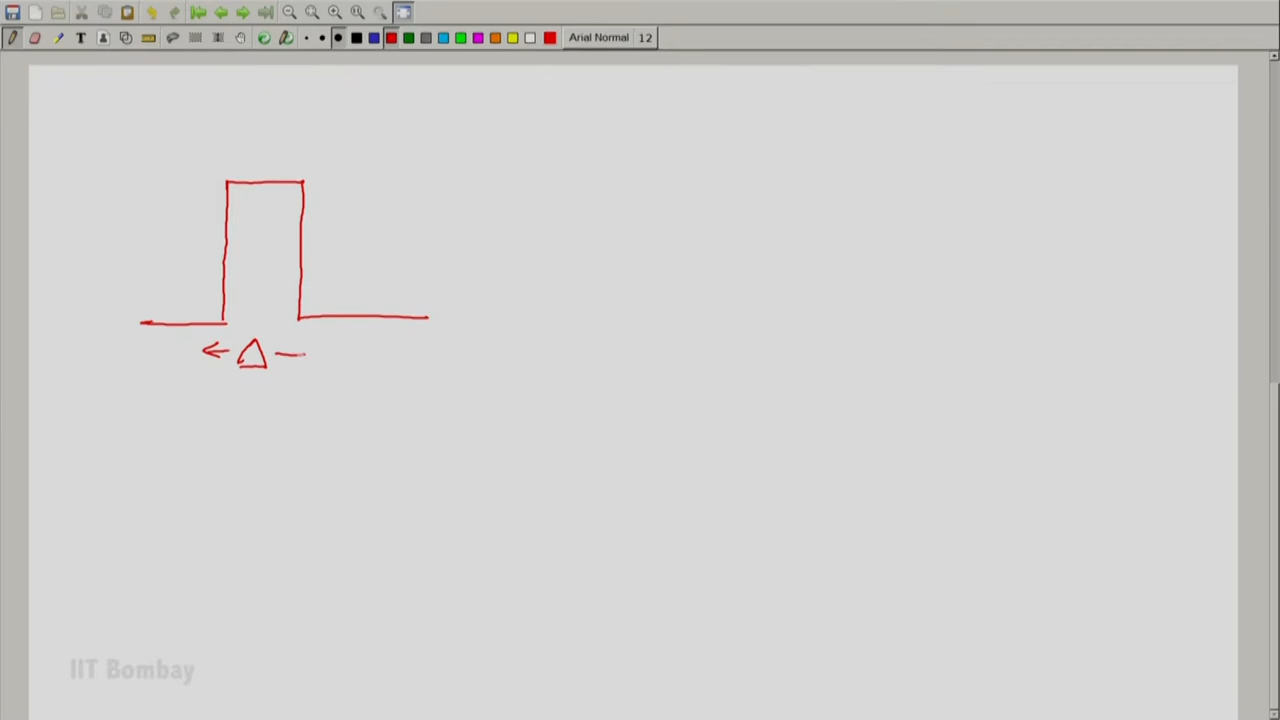 T Arial Normal 12
← Δ —
IIT Bombay